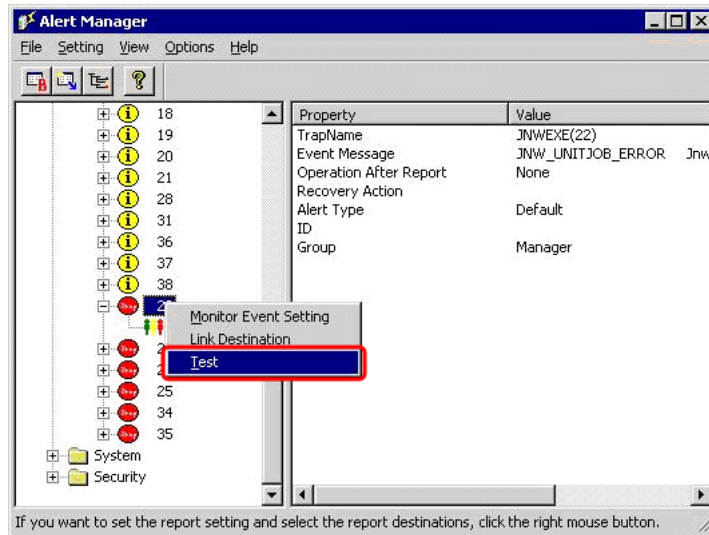 Alert Manager
File Setting View Options Help
18
19
20
21
28
31
36
37
38
25
34
35
System
Security
Property Value
TrapName JNWEXE(22)
Event Message JNW_UNITJOB_ERROR Jnw
Operation After Report None
Recovery Action
Alert Type Default
ID
Group Manager
Monitor Event Setting
Link Destination
Test
If you want to set the report setting and select the report destinations, click the right mouse button.